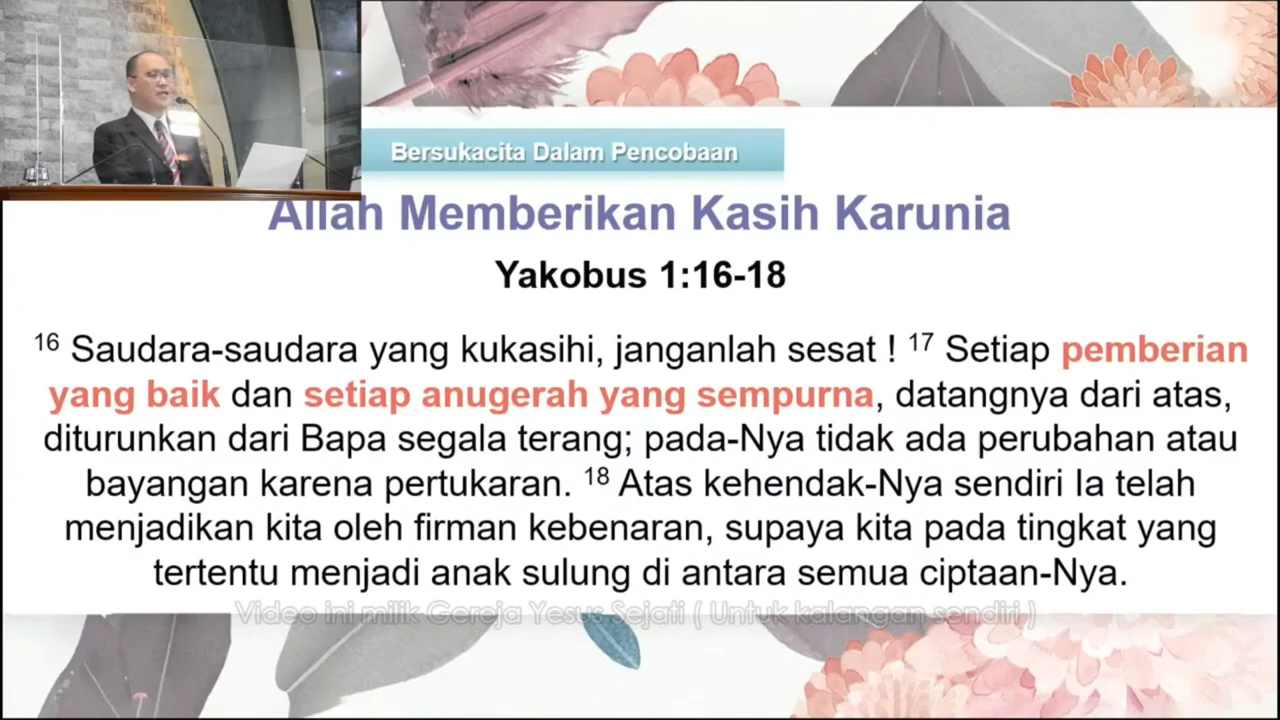 Bersukacita Dalam Pencobaan
Allah Memberikan Kasih Karunia
Yakobus 1:16-18
16 Saudara-saudara yang kukasihi, janganlah sesat ! 17 Setiap pemberian
yang baik dan setiap anugerah yang sempurna, datangnya dari atas,
diturunkan dari Bapa segala terang; pada-Nya tidak ada perubahan atau
bayangan karena pertukaran. 18 Atas kehendak-Nya sendiri Ia telah
menjadikan kita oleh firman kebenaran, supaya kita pada tingkat yang
tertentu menjadi anak sulung di antara semua ciptaan-Nya.
Video ini milik Gereja Yesus Sejati ( Untuk kalangan sendiri )